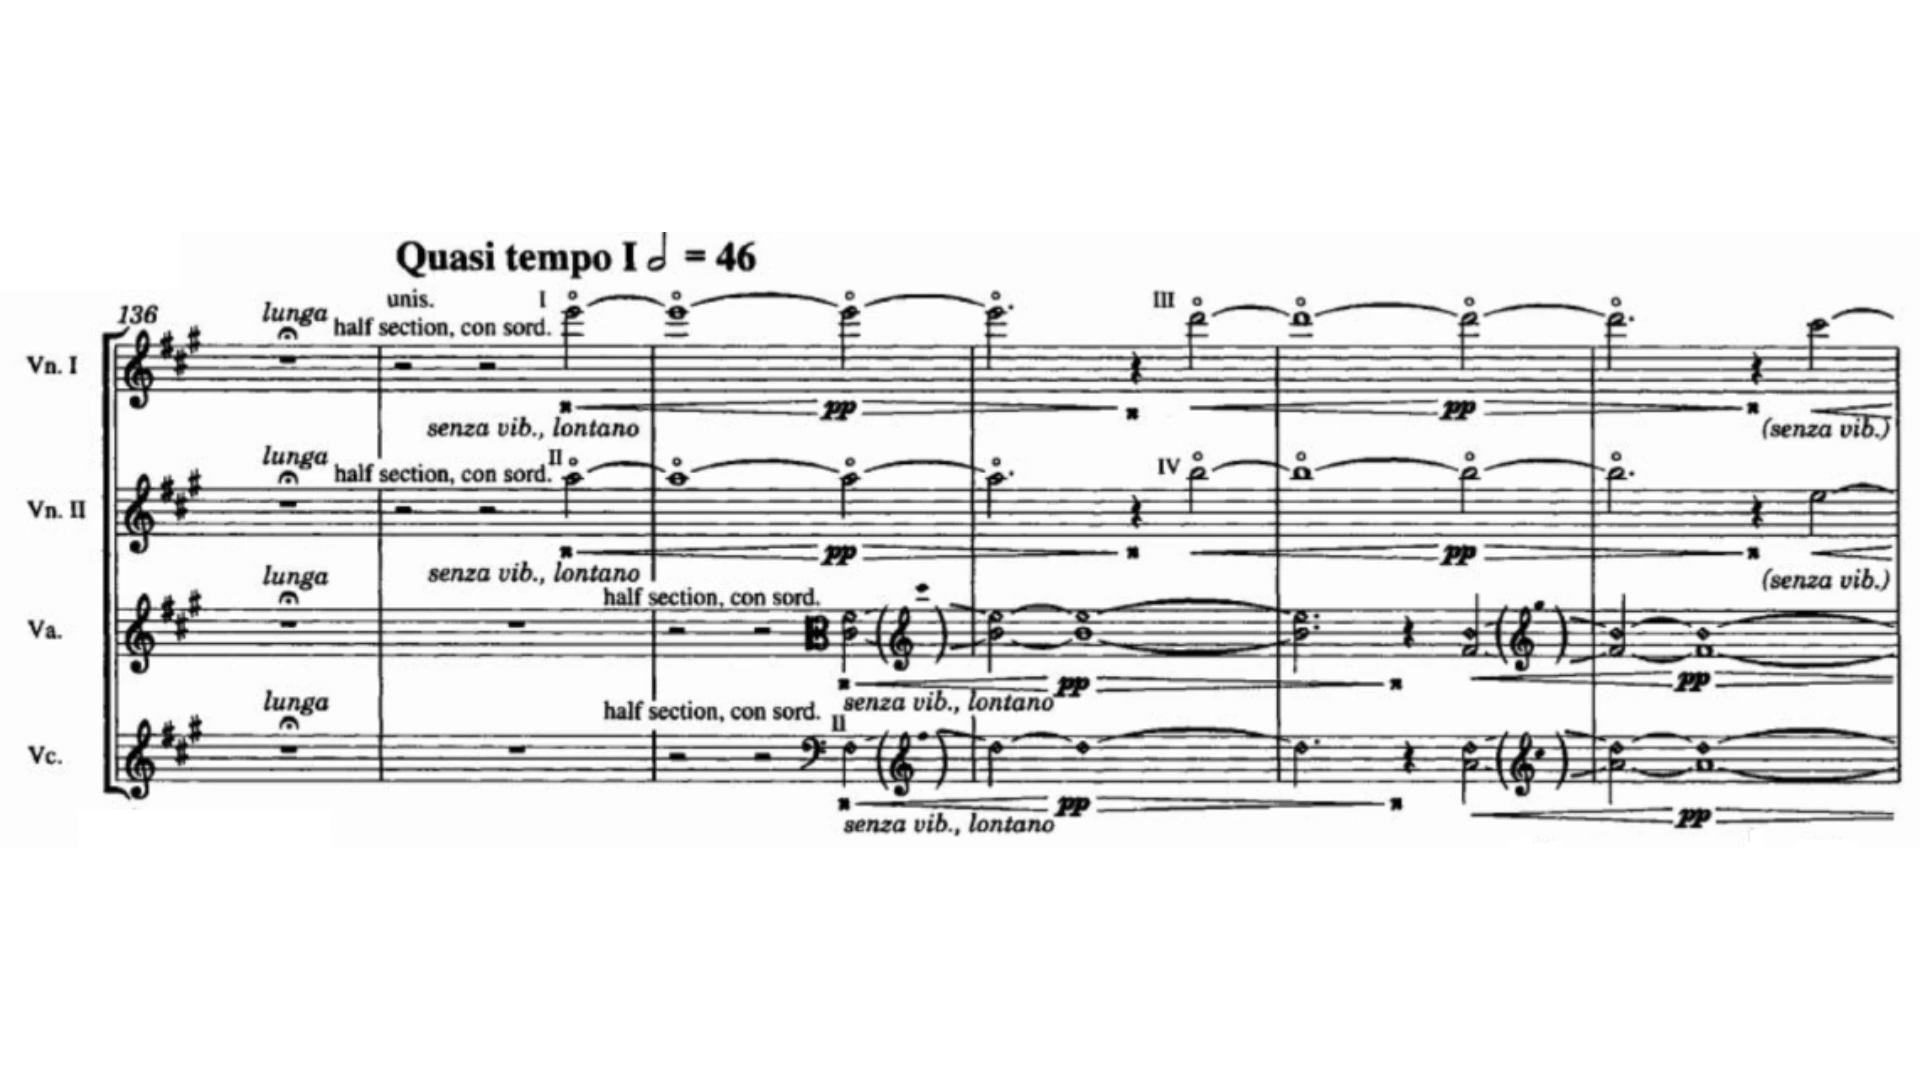 Quasi tempo I = 46
136
lunga
unis.
I
III
half section, con sord.
Vn. I
pp
pp
senza vib., lontano
(senza vib.)
lunga
half section, con sord.
II
IV
Vn. II
pp
pp
senza vib., lontano
(senza vib.)
lunga
half section, con sord.
Va.
pp
pp
senza vib., lontano
lunga
half section, con sord.
II
Vc.
pp
pp
senza vib., lontano